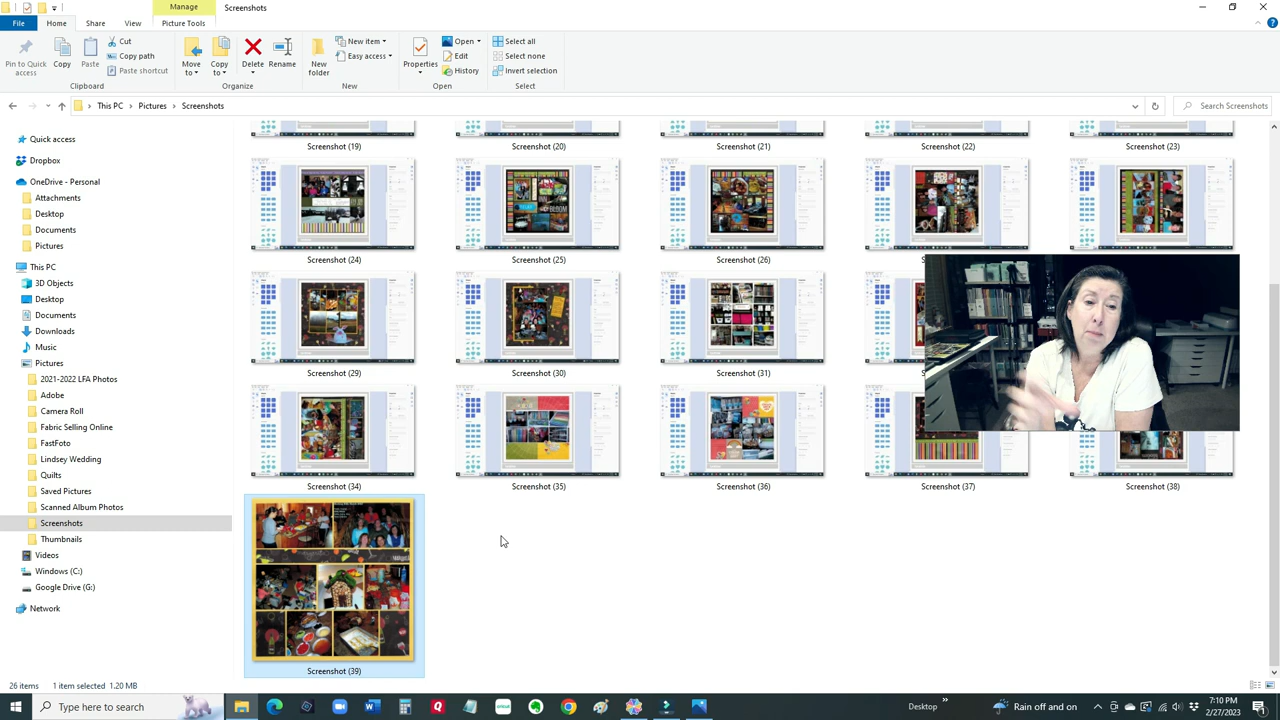 Manage
Screenshots
File
Home
Share
View
Picture Tools
Pin to Quick access
Copy
Paste
Cut
Copy path
Paste shortcut
Clipboard
Move to
Copy to
Delete
Rename
Organize
New folder
New item
Easy access
New
Properties
Open
Edit
History
Open
Select all
Select none
Invert selection
Select
This PC > Pictures > Screenshots
Search Screenshots
Quick access
Dropbox
OneDrive - Personal
Attachments
Desktop
Documents
Pictures
This PC
3D Objects
Desktop
Documents
Downloads
Music
Pictures
2021-2022 LFA Photos
Adobe
Camera Roll
Fabric Selling Online
FastFoto
Lindsey Wedding
Quilts
Saved Pictures
Scanned Album Photos
Screenshots
Thumbnails
Videos
Windows (C:)
Google Drive (G:)
Network
Screenshot (19)
Screenshot (20)
Screenshot (21)
Screenshot (22)
Screenshot (23)
Screenshot (24)
Screenshot (25)
Screenshot (26)
Screenshot (29)
Screenshot (30)
Screenshot (31)
Screenshot (34)
Screenshot (35)
Screenshot (36)
Screenshot (37)
Screenshot (38)
Screenshot (39)
26 items
1 item selected 1.20 MB
Type here to search
Desktop
Rain off and on
7:10 PM
2/27/2023